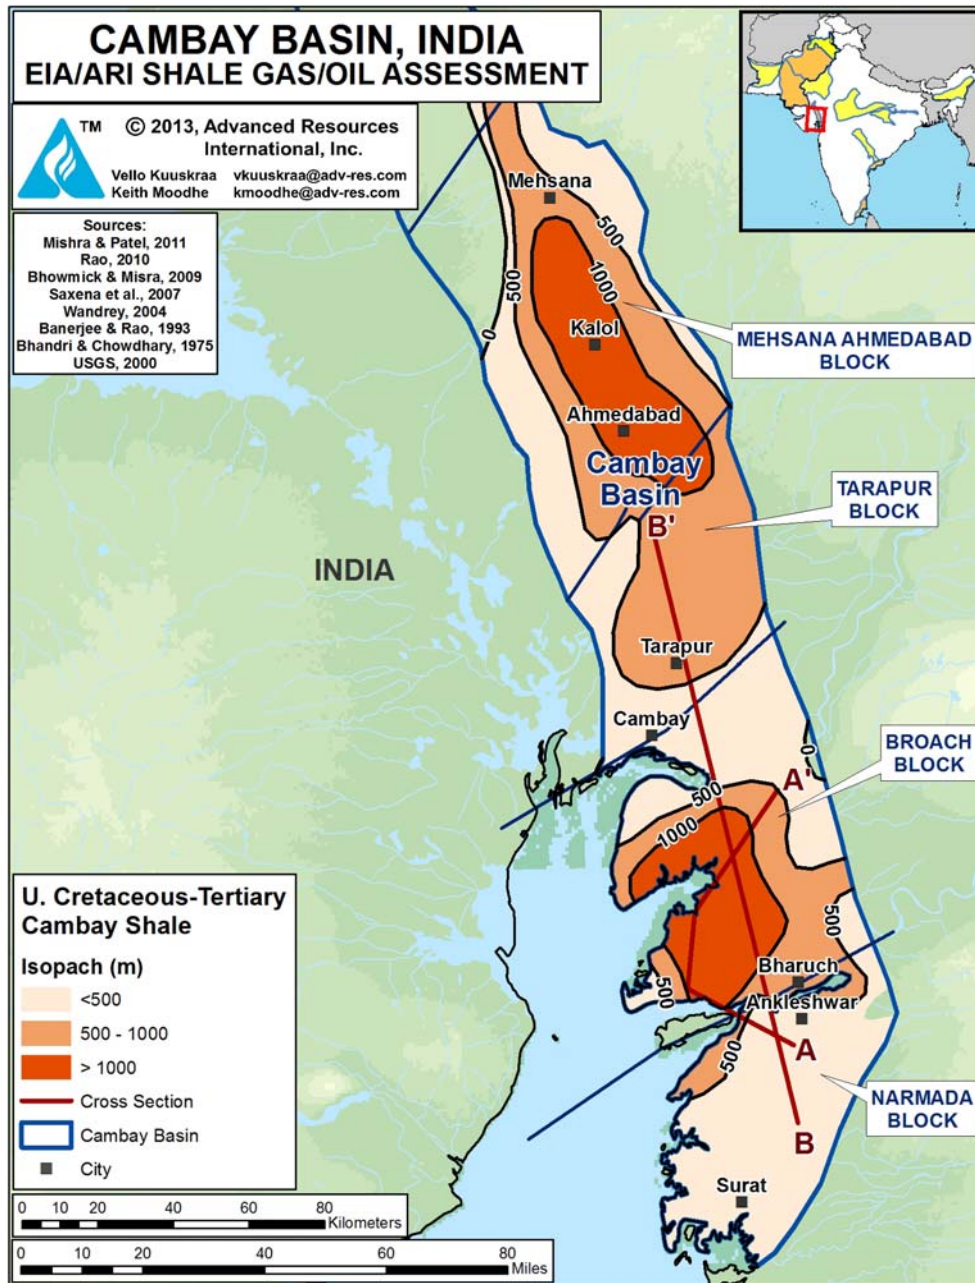 CAMBAY BASIN, INDIA
EIA/ARI SHALE GAS/OIL ASSESSMENT
TM
© 2013, Advanced Resources
International, Inc.
Vello Kuuskraa vkuuskraa@adv-res.com
Keith Moodhe kmoodhe@adv-res.com
Sources:
Mishra & Patel, 2011
Rao, 2010
Bhowmick & Misra, 2009
Saxena et al., 2007
Wandrey, 2004
Banerjee & Rao, 1993
Bhandri & Chowdhary, 1975
USGS, 2000
Mehsana
500
1000
500
0
Kalol
MEHSANA AHMEDABAD
BLOCK
Ahmedabad
Cambay
Basin
B'
TARAPUR
BLOCK
INDIA
Tarapur
Cambay
0
BROACH
BLOCK
500
A'
1000
500
Bharuch
500
Ankleshwar
500
A
NARMADA
BLOCK
B
Surat
U. Cretaceous-Tertiary
Cambay Shale
Isopach (m)
<500
500 - 1000
> 1000
Cross Section
Cambay Basin
City
0 10 20 40 60 80
Kilometers
0 10 20 40 60 80
Miles